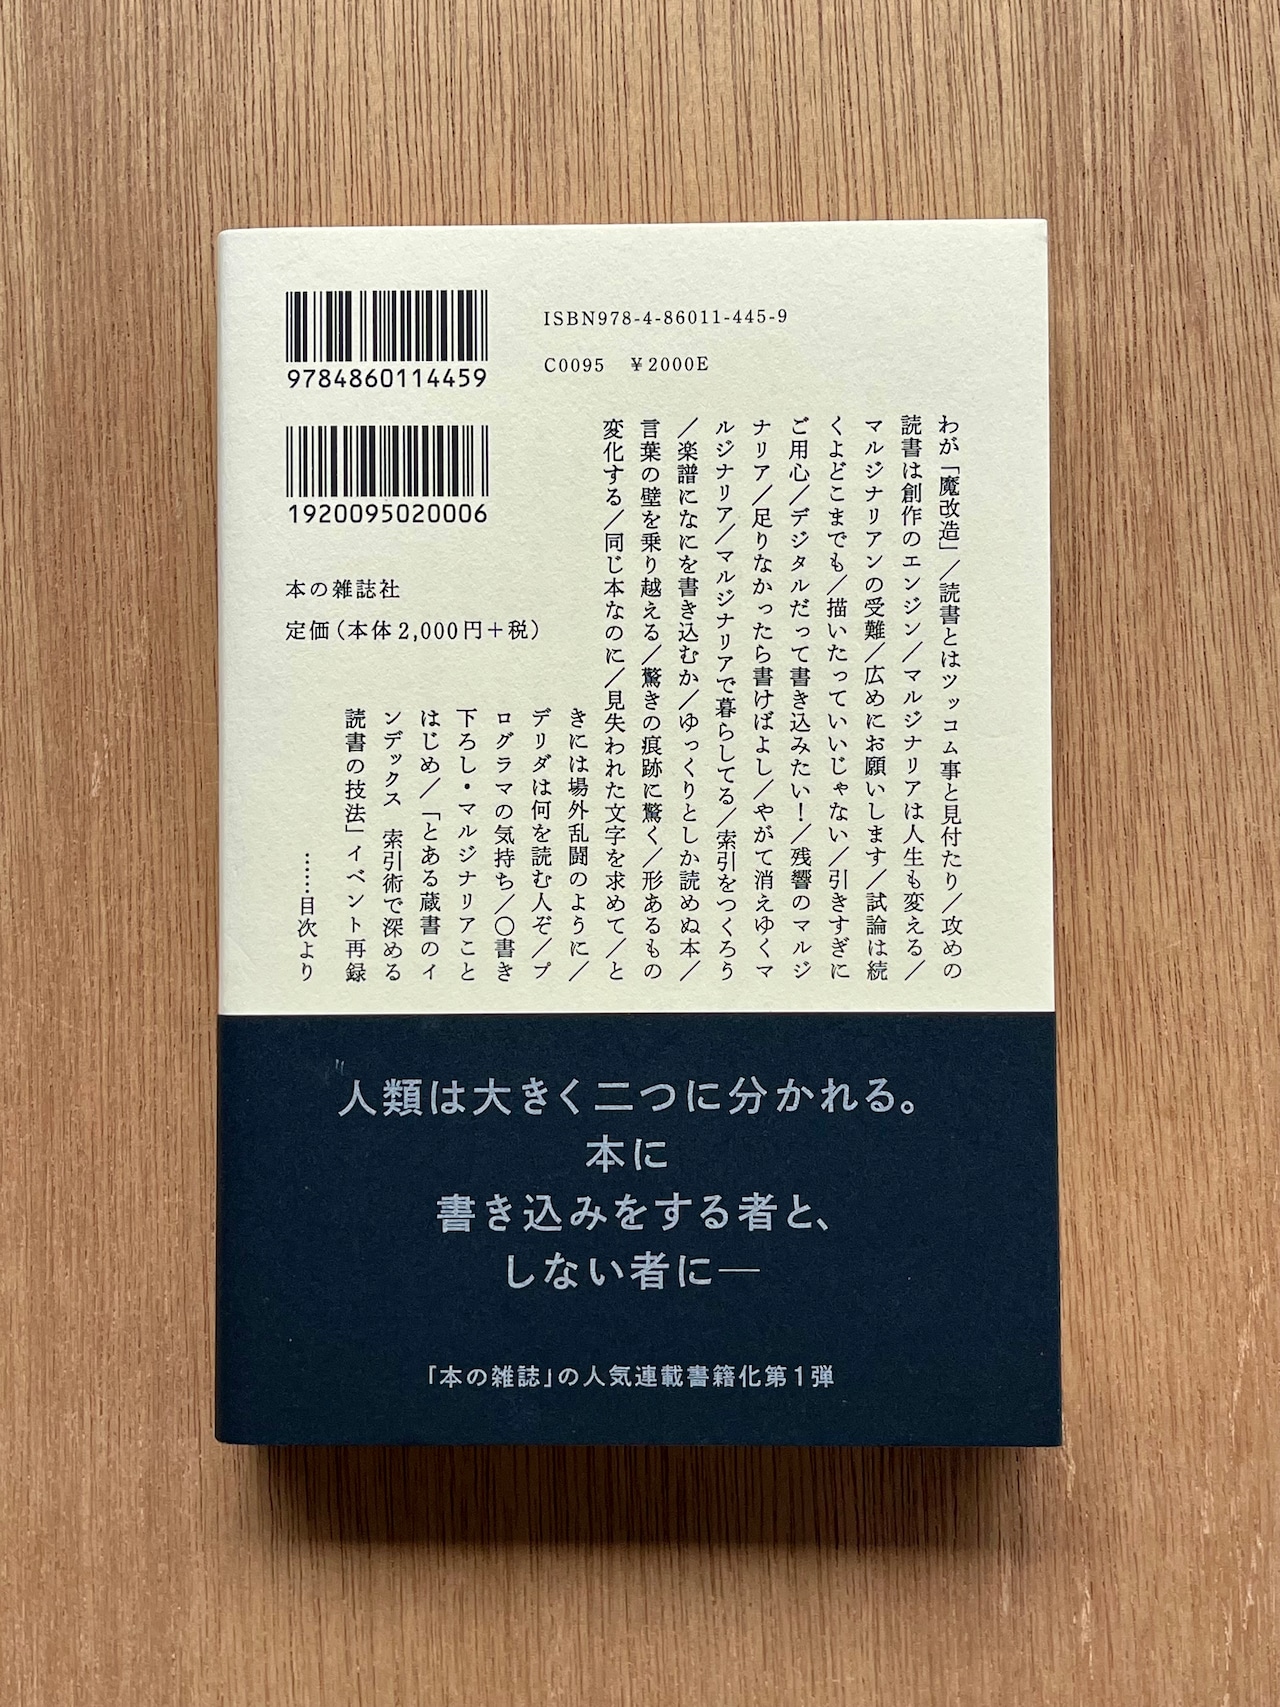 9784860114459
ISBN978-4-86011-445-9
C0095 ￥2000E
1920095020006
本の雑誌社
定価(本体2,000円＋税)
わが「魔改造」／読書とはツッコム事と見付たり／攻めの
読書は創作のエンジン／マルジナリアは人生も変える／
マルジナリアンの受難／広めにお願いします／試論は続
くよどこまでも／描いたっていいじゃない／引きすぎに
ご用心／デジタルだって書き込みたい！／残響のマルジ
ナリア／足りなかったら書けばよし／やがて消えゆくマ
ルジナリア／マルジナリアで暮らしてる／索引をつくろう
／楽譜になにを書き込むか／ゆっくりとしか読めぬ本／
言葉の壁を乗り越える／驚きの痕跡に驚く／形あるもの
変化する／同じ本なのに／見失われた文字を求めて／と
きには場外乱闘のように／
デリダは何を読む人ぞ／プ
ログラマの気持ち／〇書き
下ろし・マルジナリアこと
はじめ／「とある蔵書のイ
ンデックス 索引術で深める
読書の技法」イベント再録
……目次より
人類は大きく二つに分かれる。
本に
書き込みをする者と、
しない者に―
「本の雑誌」の人気連載書籍化第1弾